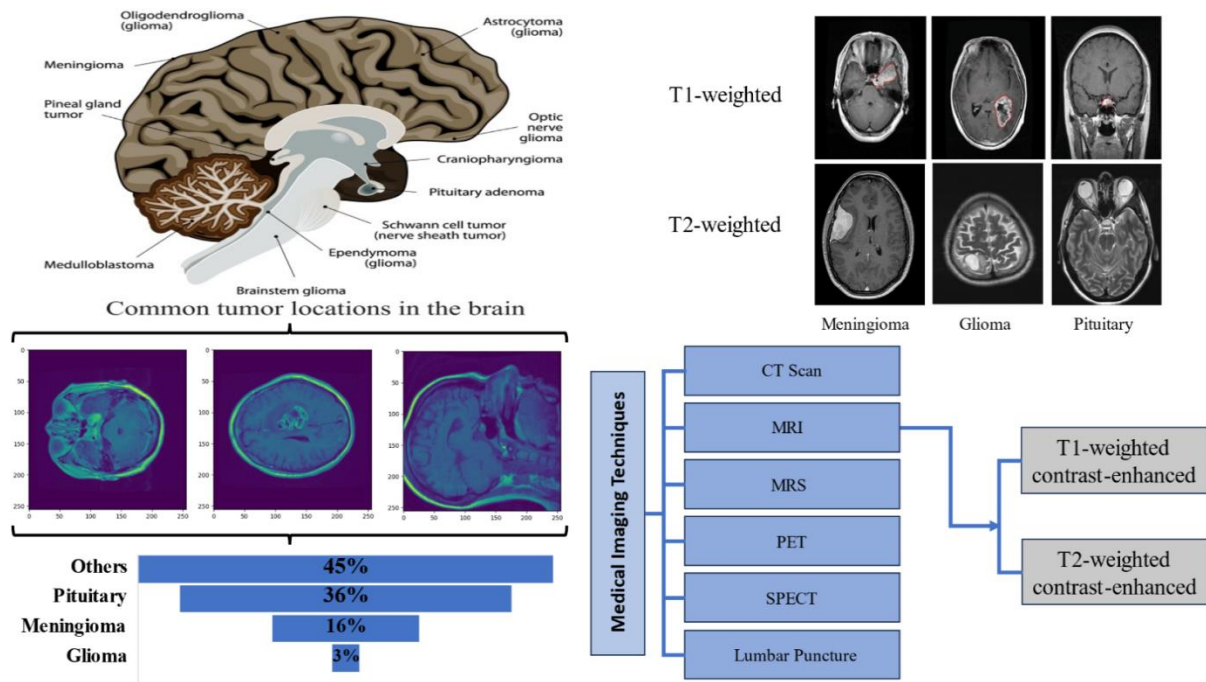 Oligodendroglioma
(glioma)
Astrocytoma
(glioma)
Meningioma
Pineal gland
tumor
Optic
nerve
glioma
Craniopharyngioma
Pituitary adenoma
Schwann cell tumor
(nerve sheath tumor)
Ependymoma
(glioma)
Medulloblastoma
Brainstem glioma
Common tumor locations in the brain
T1-weighted
T2-weighted
Meningioma
Glioma
Pituitary
0
50
100
150
200
250
0 50 100 150 200 250
0
50
100
150
200
250
0 50 100 150 200 250
0
50
100
150
200
250
0 50 100 150 200 250
Others 45%
Pituitary 36%
Meningioma 16%
Glioma 3%
Medical Imaging Techniques
CT Scan
MRI
MRS
PET
SPECT
Lumbar Puncture
T1-weighted
contrast-enhanced
T2-weighted
contrast-enhanced